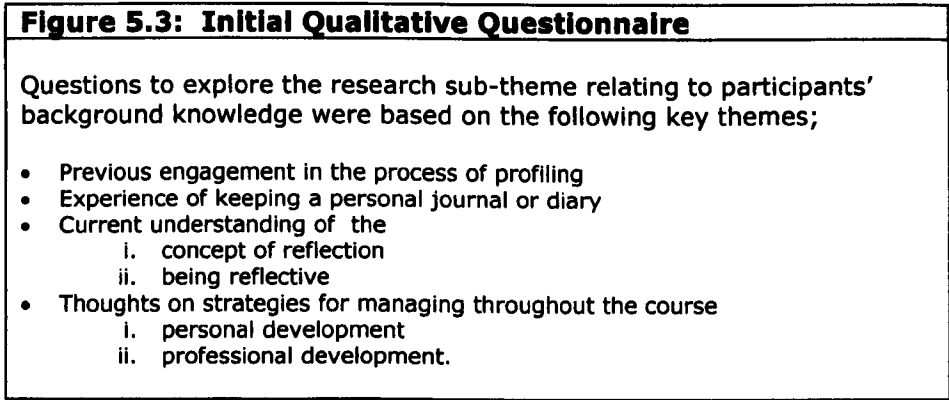 Figure 5.3: Initial Qualitative Questionnaire
Questions to explore the research sub-theme relating to participants'
background knowledge were based on the following key themes;
• Previous engagement in the process of profiling
• Experience of keeping a personal journal or diary
• Current understanding of the
i. concept of reflection
ii. being reflective
• Thoughts on strategies for managing throughout the course
i. personal development
ii. professional development.